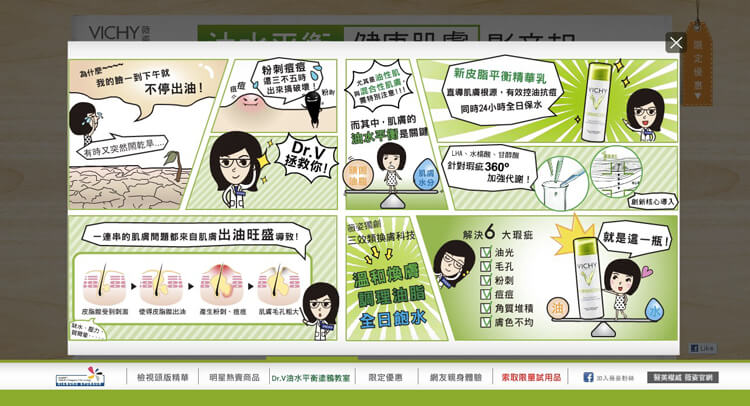 VICHY 薇姿
油水平衡 健康肌膚 影音報
限定優惠
為什麼~~~~
我的臉一到下午就
不停出油!
有時又突然鬧乾旱....
粉刺痘痘
還三不五時
出來搞破壞!
痘痘
粉刺
Dr.V
拯救你!
尤其是油性肌
與混合性肌膚,
需特別注意!!!
而其中,肌膚的
油水平衡是關鍵
肌膚
油脂
肌膚
水分
新皮脂平衡精華乳
直導肌膚根源,有效控油抗痘
同時24小時全日保水
VICHY
LHA、水楊酸、甘醇酸
針對瑕疵360°
加強代謝!
創新核心導入
一連串的肌膚問題都來自肌膚出油旺盛導致!
皮脂腺受到刺激
使得皮脂腺出油
產生粉刺、痘痘
肌膚毛孔粗大
缺水、壓力
賀爾蒙......
薇姿獨創
三效類換膚科技
溫和煥膚
調理油脂
全日飽水
解決6大瑕疵
油光
毛孔
粉刺
痘痘
角質堆積
膚色不均
就是這一瓶!
VICHY
油
水
Like
檢視頭版精華
明星熱賣商品
Dr.V油水平衡塗鴉教室
限定優惠
網友親身體驗
索取限量試用品
加入薇姿粉絲
醫美權威 薇姿官網